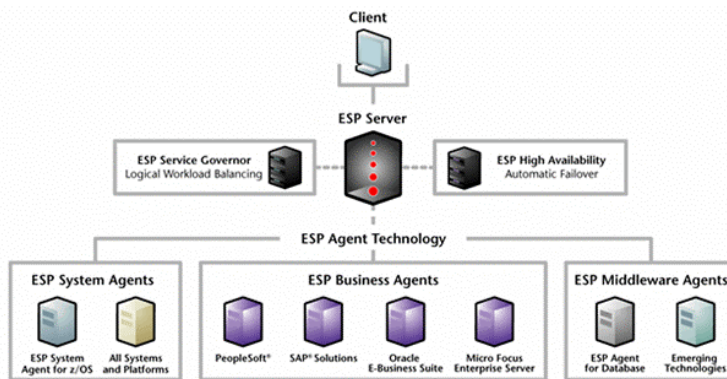 Client
ESP Server
ESP Service Governor
Logical Workload Balancing
ESP High Availability
Automatic Failover
ESP Agent Technology
ESP System Agents
ESP System
Agent for z/OS
All Systems
and Platforms
ESP Business Agents
PeopleSoft®
SAP® Solutions
Oracle
E-Business Suite
Micro Focus
Enterprise Server
ESP Middleware Agents
ESP Agent
for Database
Emerging
Technologies